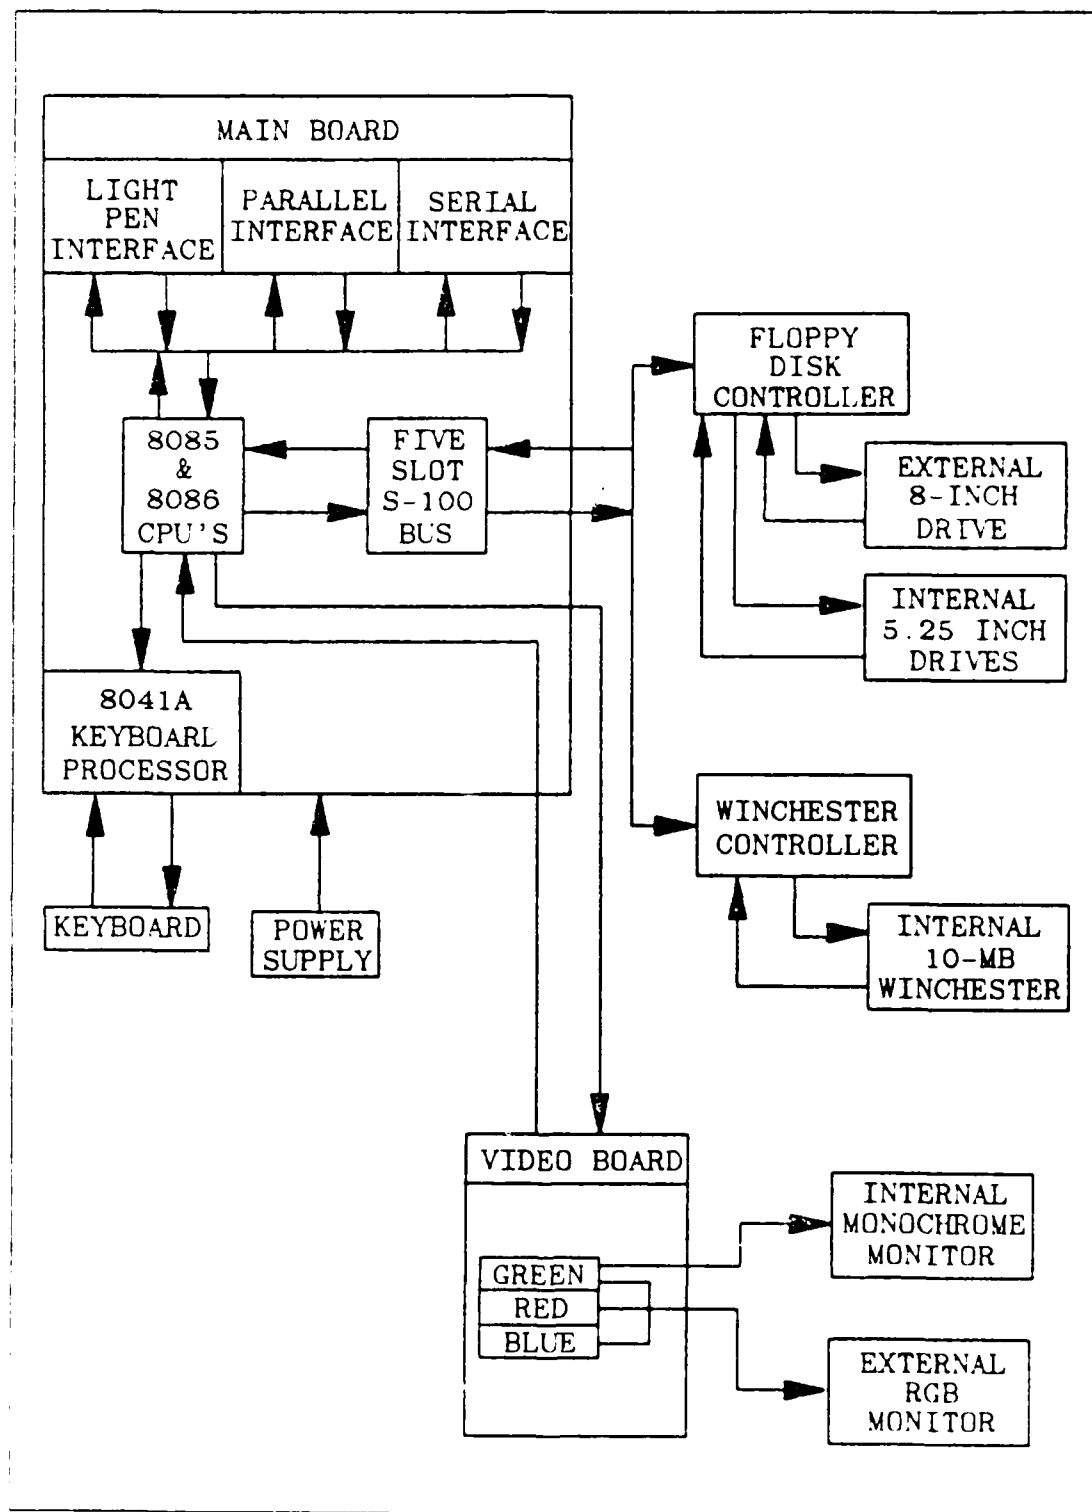 MAIN BOARD
LIGHT
PEN
INTERFACE
PARALLEL
INTERFACE
SERIAL
INTERFACE
8085
&
8086
CPU'S
FIVE
SLOT
S-100
BUS
FLOPPY
DISK
CONTROLLER
EXTERNAL
8-INCH
DRIVE
INTERNAL
5.25 INCH
DRIVES
8041A
KEYBOARD
PROCESSOR
WINCHESTER
CONTROLLER
KEYBOARD
POWER
SUPPLY
INTERNAL
10-MB
WINCHESTER
VIDEO BOARD
GREEN
RED
BLUE
INTERNAL
MONOCHROME
MONITOR
EXTERNAL
RGB
MONITOR